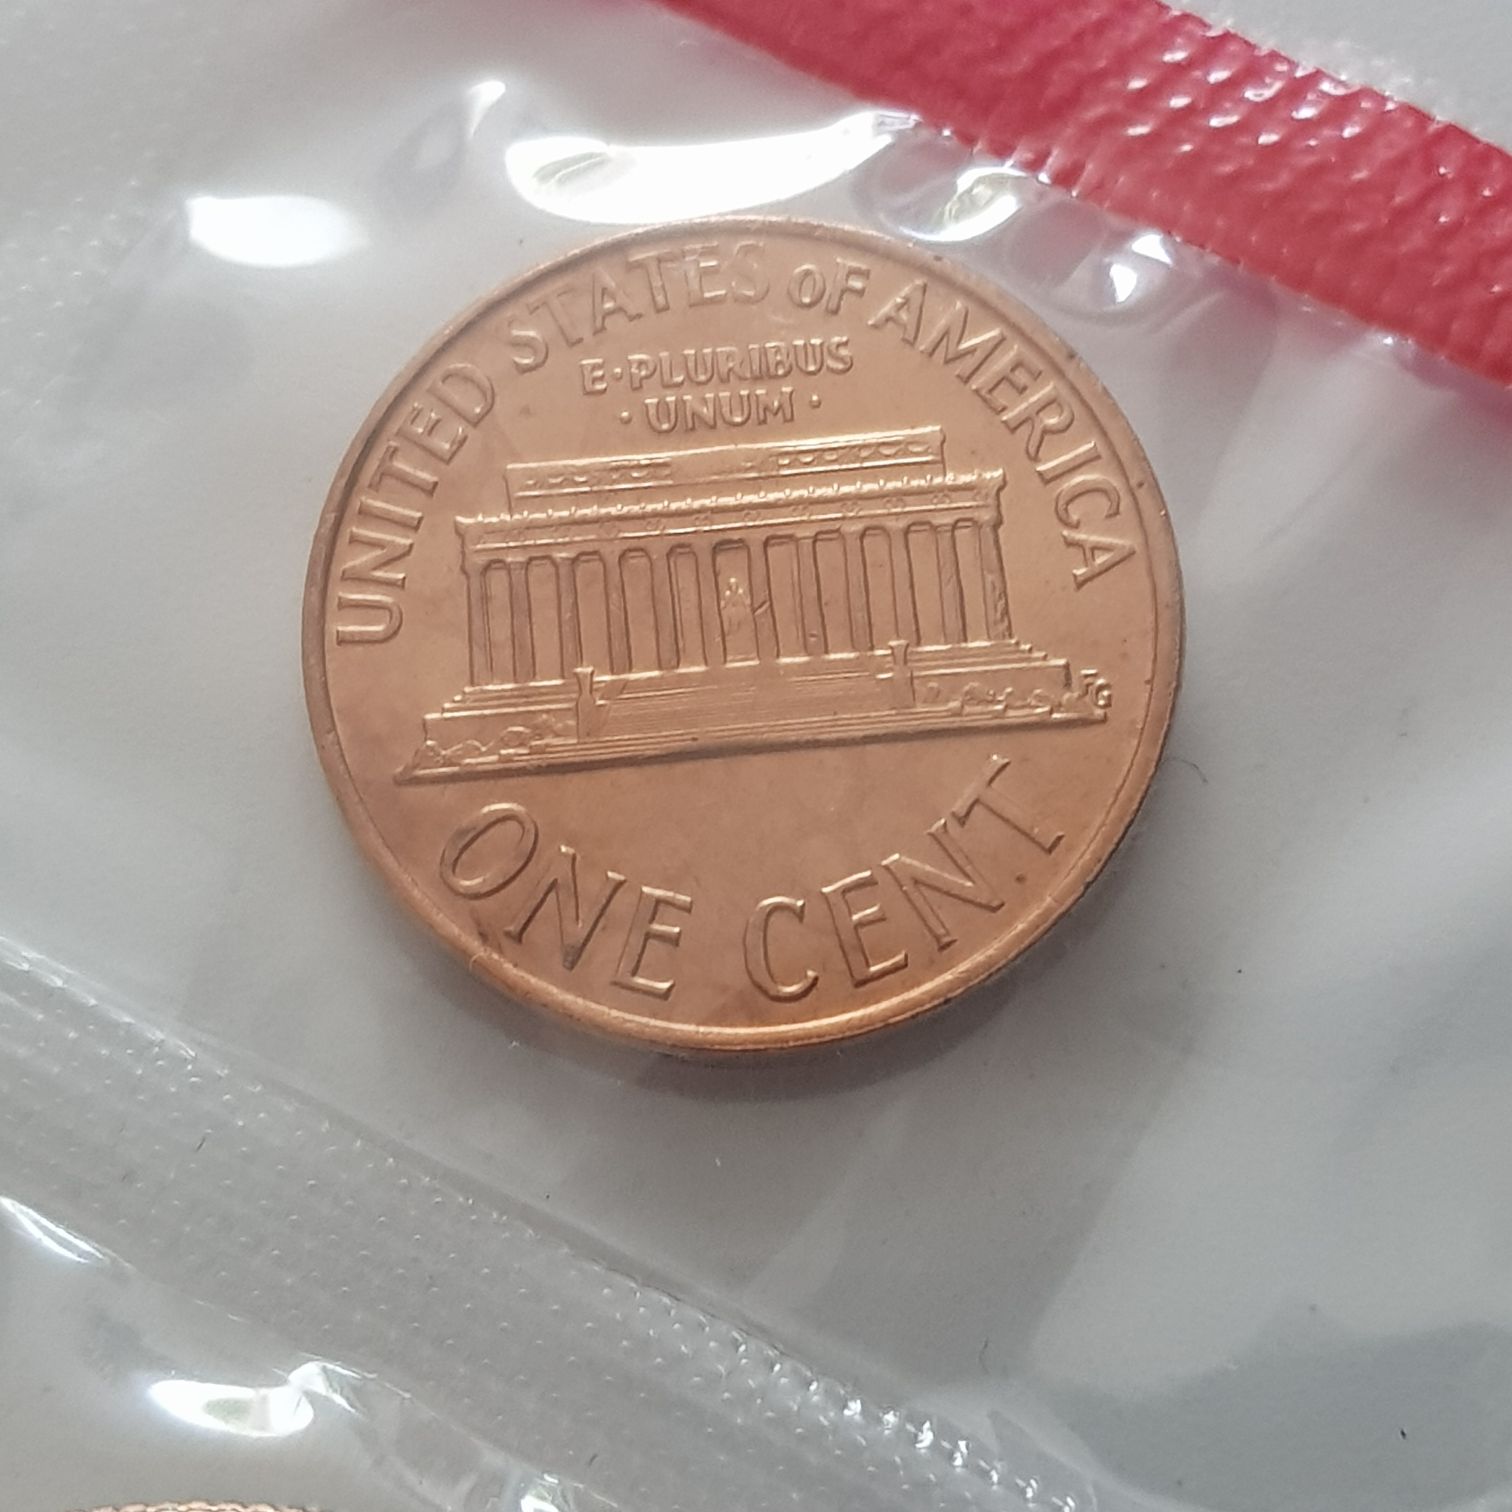 UNITED STATES OF AMERICA
E·PLURIBUS
·UNUM·
FG
ONE CENT